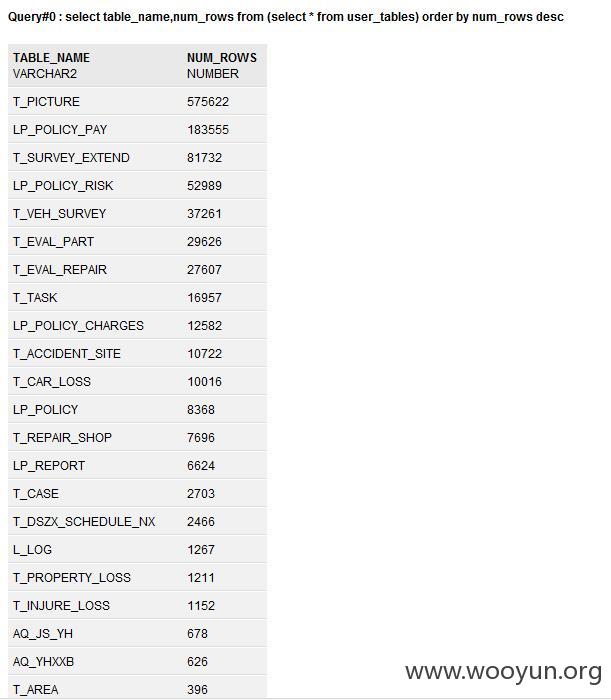 Query#0 : select table_name,num_rows from (select * from user_tables) order by num_rows desc
TABLE_NAME NUM_ROWS
VARCHAR2 NUMBER
T_PICTURE 575622
LP_POLICY_PAY 183555
T_SURVEY_EXTEND 81732
LP_POLICY_RISK 52989
T_VEH_SURVEY 37261
T_EVAL_PART 29626
T_EVAL_REPAIR 27607
T_TASK 16957
LP_POLICY_CHARGES 12582
T_ACCIDENT_SITE 10722
T_CAR_LOSS 10016
LP_POLICY 8368
T_REPAIR_SHOP 7696
LP_REPORT 6624
T_CASE 2703
T_DSZX_SCHEDULE_NX 2466
L_LOG 1267
T_PROPERTY_LOSS 1211
T_INJURE_LOSS 1152
AQ_JS_YH 678
AQ_YHXXB 626
T_AREA 396
www.wooyun.org